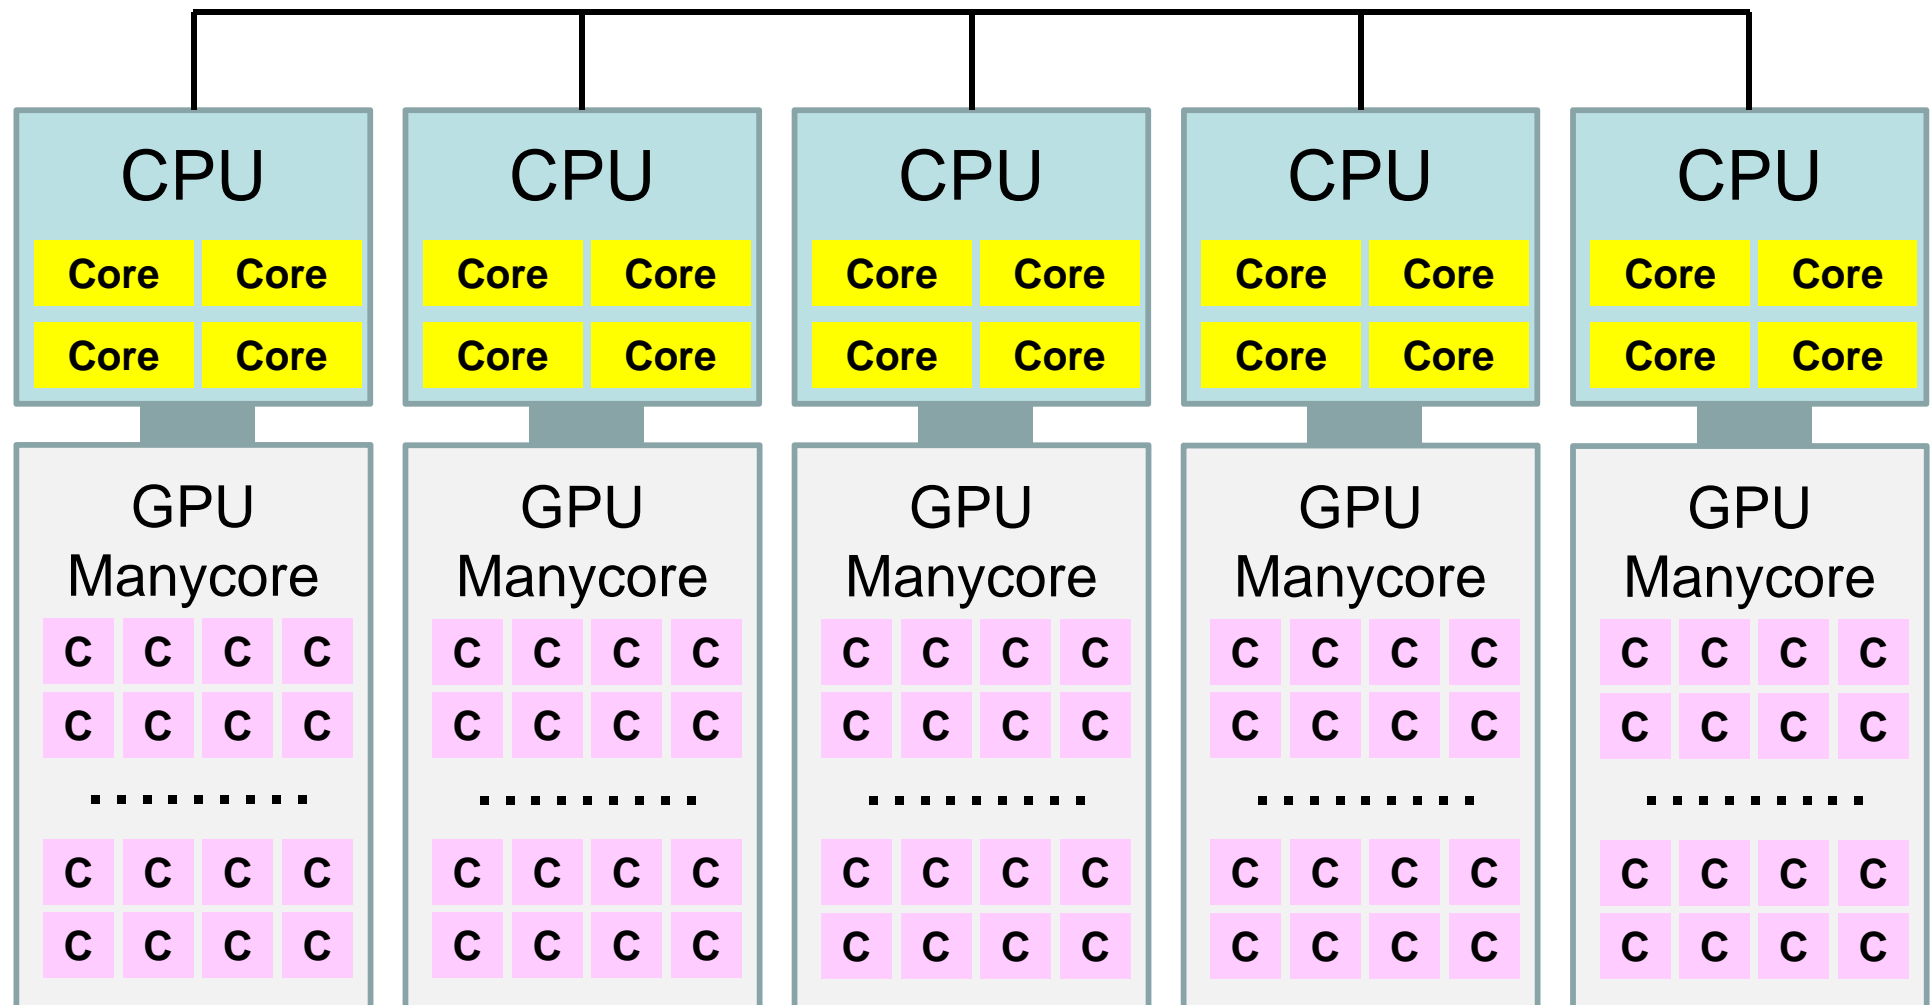 CPU CPU CPU CPU CPU
Core Core Core Core Core Core Core Core Core Core
Core Core Core Core Core Core Core Core Core Core
GPU GPU GPU GPU GPU
Manycore Manycore Manycore Manycore Manycore
C C C C C C C C C C C C C C C C C C C C
C C C C C C C C C C C C C C C C C C C C
......... ......... ......... ......... .........
C C C C C C C C C C C C C C C C C C C C
C C C C C C C C C C C C C C C C C C C C